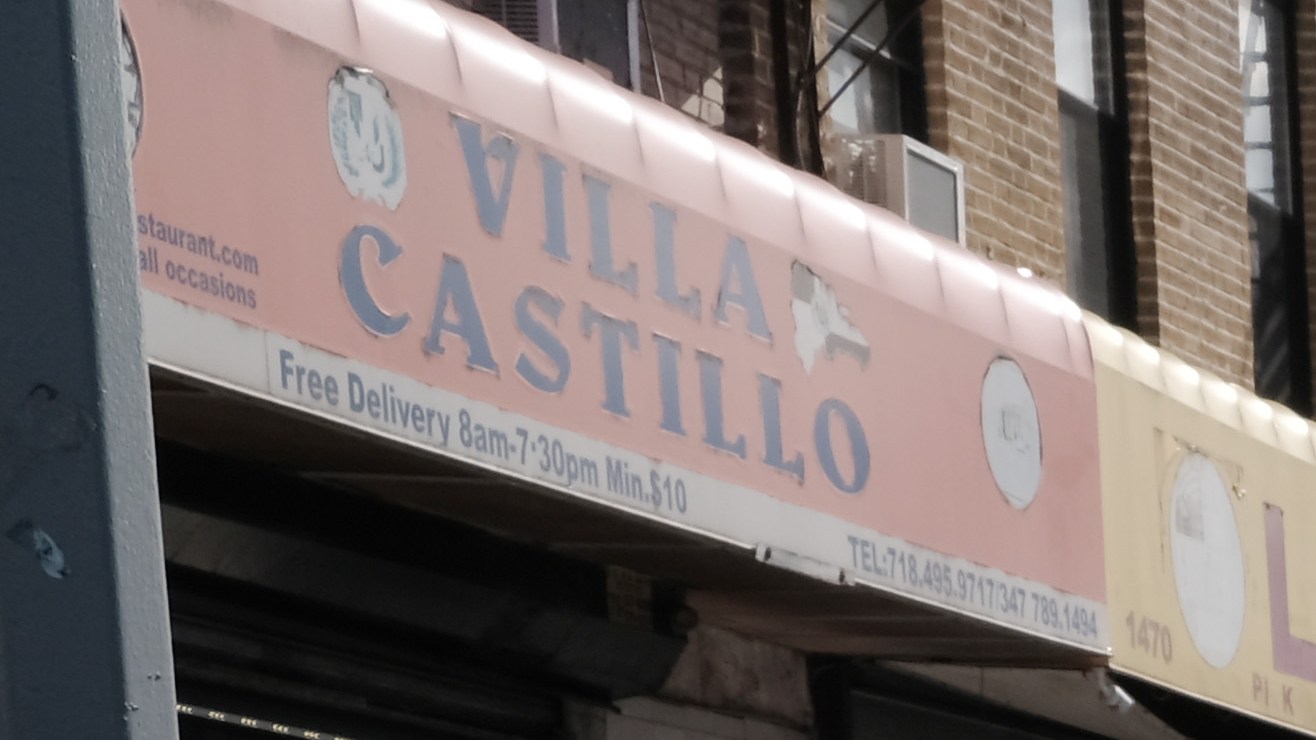 staurant.com
all occasions
VILLA
CASTILLO
Free Delivery 8am-7:30pm Min.$10
TEL:718.495.9717/347 789.1494
1470
L
PI K